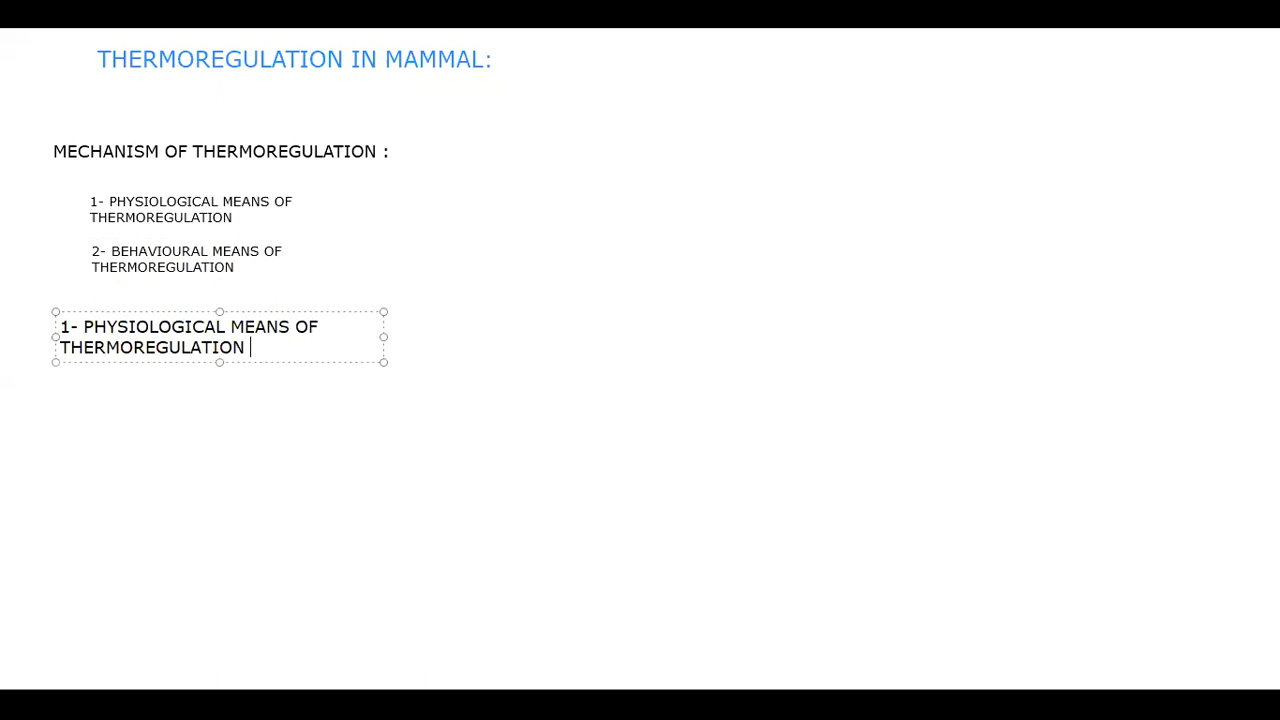 THERMOREGULATION IN MAMMAL:
MECHANISM OF THERMOREGULATION :
1- PHYSIOLOGICAL MEANS OF
THERMOREGULATION
2- BEHAVIOURAL MEANS OF
THERMOREGULATION
1- PHYSIOLOGICAL MEANS OF
THERMOREGULATION